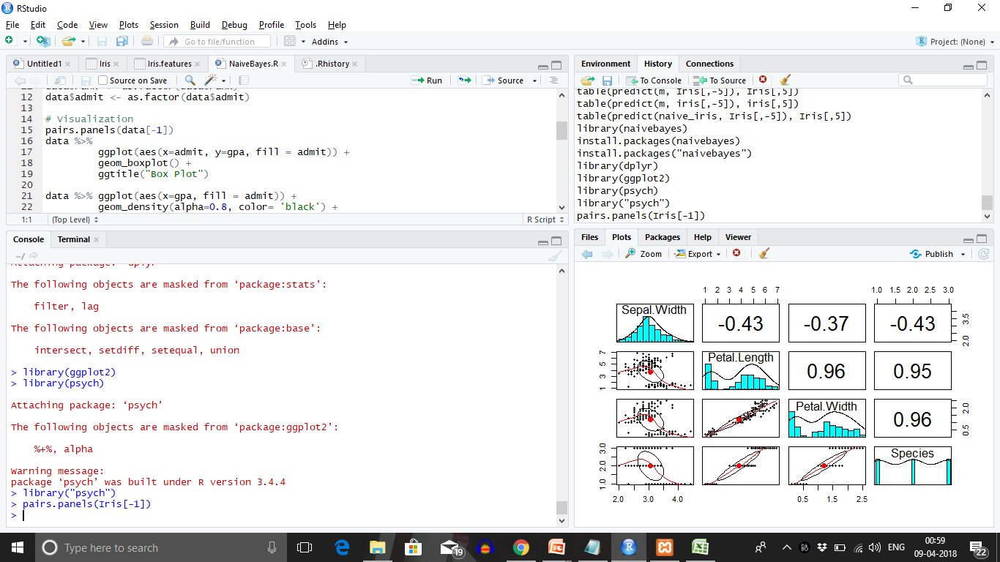 RStudio
File Edit Code View Plots Session Build Debug Profile Tools Help
Go to file/function Addins Project: (None)
Untitled1 Iris Iris.features NaiveBayes.R .Rhistory
Source on Save Run Source
12 data$admit <- as.factor(data$admit)
13
14 # Visualization
15 pairs.panels(data[-1])
16 data %>%
17 ggplot(aes(x=admit, y=gpa, fill = admit)) +
18 geom_boxplot() +
19 ggtitle("Box Plot")
20
21 data %>% ggplot(aes(x=gpa, fill = admit)) +
22 geom_density(alpha=0.8, color= 'black') +
1:1 (Top Level) R Script
Console Terminal
~/
Attaching package: ‘dplyr’
The following objects are masked from ‘package:stats’:
filter, lag
The following objects are masked from ‘package:base’:
intersect, setdiff, setequal, union
> library(ggplot2)
> library(psych)
Attaching package: ‘psych’
The following objects are masked from ‘package:ggplot2’:
%+%, alpha
Warning message:
package ‘psych’ was built under R version 3.4.4
> library("psych")
> pairs.panels(Iris[-1])
>
Environment History Connections
To Console To Source
table(predict(m, Iris[,-5]), Iris[,5])
table(predict(m, iris[,-5]), iris[,5])
table(predict(naive_iris, Iris[,-5]), Iris[,5])
library(naivebayes)
install.packages(naivebayes)
install.packages("naivebayes")
library(dplyr)
library(ggplot2)
library(psych)
library("psych")
pairs.panels(Iris[-1])
Files Plots Packages Help Viewer
Zoom Export Publish
1 2 3 4 5 6 7 1.0 1.5 2.0 2.5 3.0
Sepal.Width -0.43 -0.37 -0.43
2.0 3.5
1 3 5 7
Petal.Length 0.96 0.95
Petal.Width 0.96
0.5 2.0
1.0 2.0 3.0
Species
2.0 3.0 4.0 0.5 1.5 2.5
Type here to search
19
ENG 00:59
09-04-2018
22